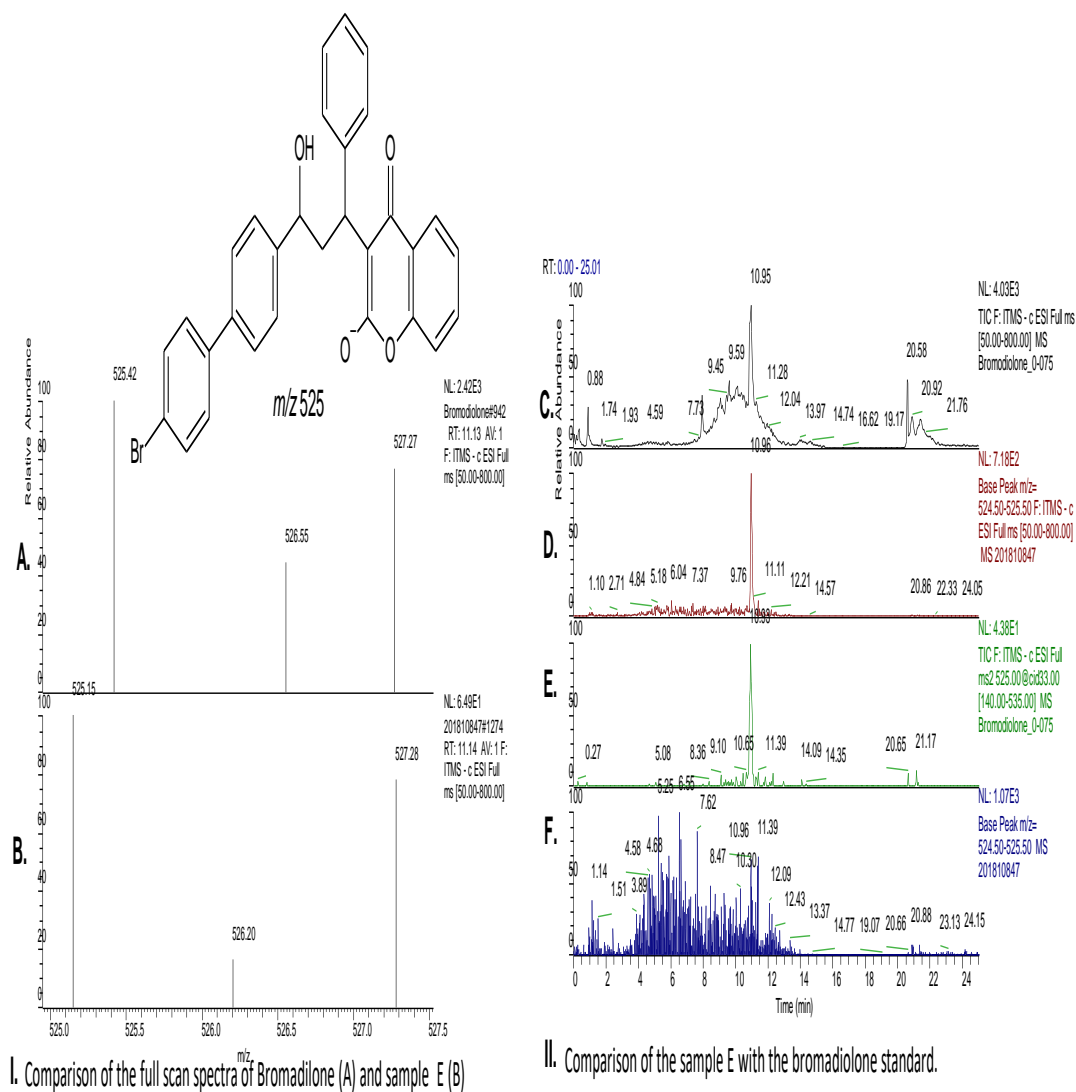 OH
O
O
-
O
Br
m/z 525
Relative Abundance
A.
100
80
60
40
20
0
525.42
526.55
527.27
NL: 2.42E3
Bromodiolone#942
RT: 11.13 AV: 1
F: ITMS - c ESI Full
ms [50.00-800.00]
B.
100
80
60
40
20
0
525.15
526.20
527.28
NL: 6.49E1
201810847#1274
RT: 11.14 AV: 1 F:
ITMS - c ESI Full
ms [50.00-800.00]
525.0 525.5 526.0 526.5 527.0 527.5
m/z
I. Comparison of the full scan spectra of Bromadilone (A) and sample E (B)
RT: 0.00 - 25.01
Relative Abundance
C.
100
50
0
0.88 1.74 1.93 4.59 7.73 9.45 9.59 10.95 11.28 12.04 13.97 14.74 16.62 19.17 20.58 20.92 21.76
NL: 4.03E3
TIC F: ITMS - c ESI Full ms
[50.00-800.00] MS
Bromodiolone_0-075
D.
100
50
0
1.10 2.71 4.84 5.18 6.04 7.37 9.76 10.96 11.11 12.21 14.57 20.86 22.33 24.05
NL: 7.18E2
Base Peak m/z=
524.50-525.50 F: ITMS - c
ESI Full ms [50.00-800.00]
MS 201810847
E.
100
50
0
0.27 5.08 8.36 9.10 10.65 10.93 11.39 14.09 14.35 20.65 21.17
NL: 4.38E1
TIC F: ITMS - c ESI Full
ms2 525.00@cid33.00
[140.00-535.00] MS
Bromodiolone_0-075
F.
100
50
0
1.14 1.51 3.89 4.58 4.68 5.25 6.55 7.62 8.47 10.30 10.96 11.39 12.09 12.43 13.37 14.77 19.07 20.66 20.88 23.13 24.15
NL: 1.07E3
Base Peak m/z=
524.50-525.50 MS
201810847
0 2 4 6 8 10 12 14 16 18 20 22 24
Time (min)
II. Comparison of the sample E with the bromadiolone standard.